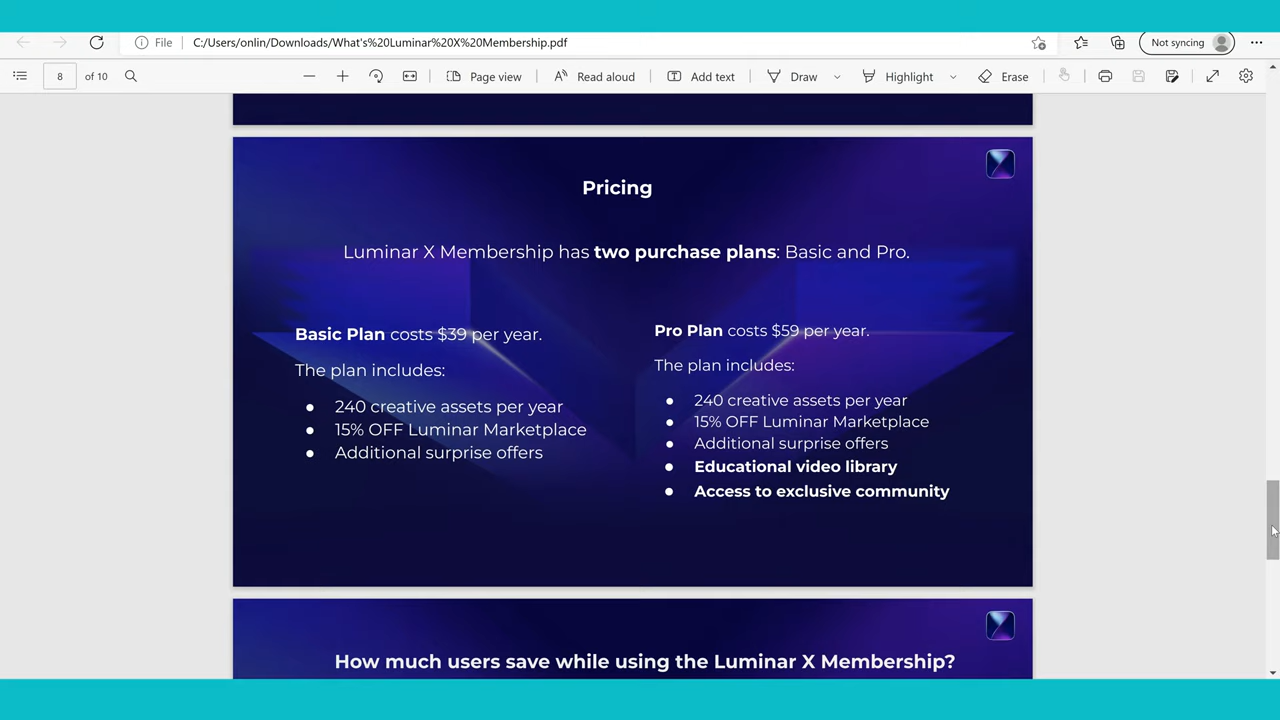 File
C:/Users/onlin/Downloads/What's%20Luminar%20X%20Membership.pdf
Not syncing
8 of 10
Page view
Read aloud
Add text
Draw
Highlight
Erase
Pricing
Luminar X Membership has two purchase plans: Basic and Pro.
Basic Plan costs $39 per year.
The plan includes:
● 240 creative assets per year
● 15% OFF Luminar Marketplace
● Additional surprise offers
Pro Plan costs $59 per year.
The plan includes:
● 240 creative assets per year
● 15% OFF Luminar Marketplace
● Additional surprise offers
● Educational video library
● Access to exclusive community
How much users save while using the Luminar X Membership?